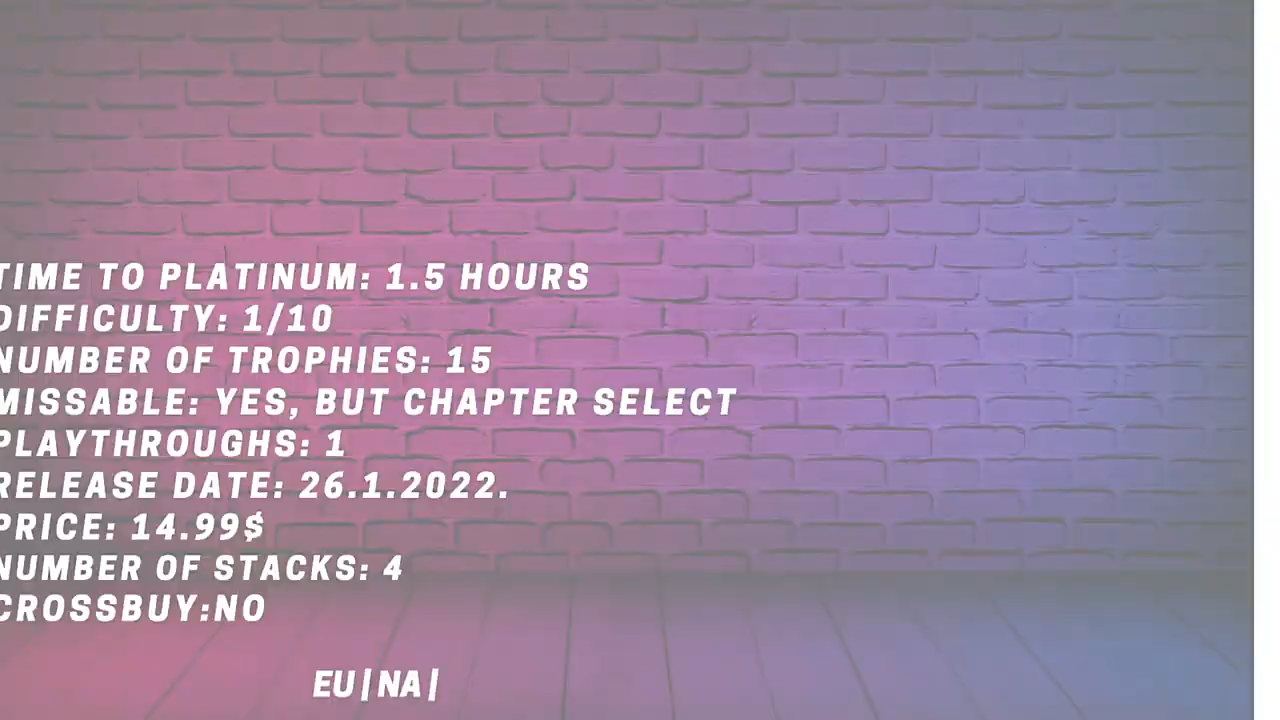 TIME TO PLATINUM: 1.5 HOURS
DIFFICULTY: 1/10
NUMBER OF TROPHIES: 15
MISSABLE: YES, BUT CHAPTER SELECT
PLAYTHROUGHS: 1
RELEASE DATE: 26.1.2022.
PRICE: 14.99$
NUMBER OF STACKS: 4
CROSSBUY:NO
EU | NA |